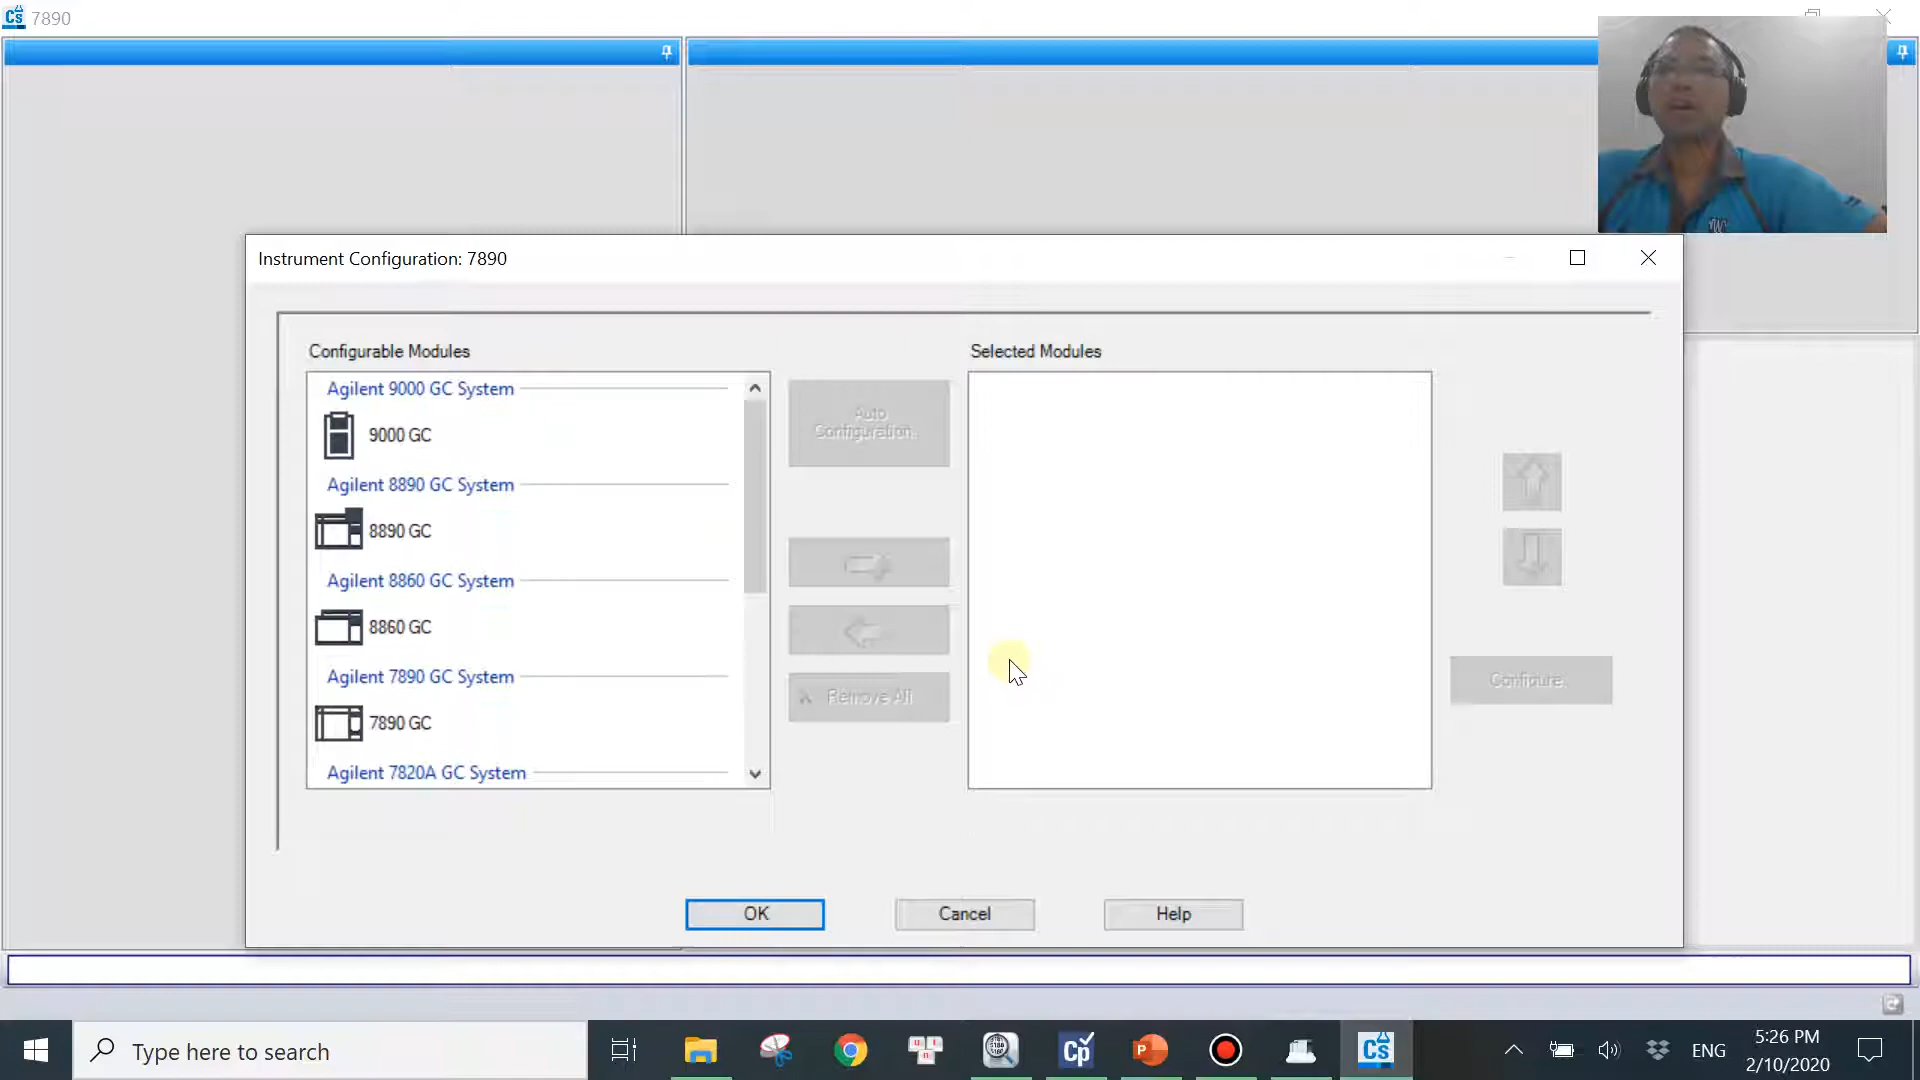 7890
Instrument Configuration: 7890
Configurable Modules
Selected Modules
Agilent 9000 GC System
9000 GC
Agilent 8890 GC System
8890 GC
Agilent 8860 GC System
8860 GC
Agilent 7890 GC System
7890 GC
Agilent 7820A GC System
Auto
Configuration.
Remove All
Configure.
OK
Cancel
Help
Type here to search
ENG
5:26 PM
2/10/2020